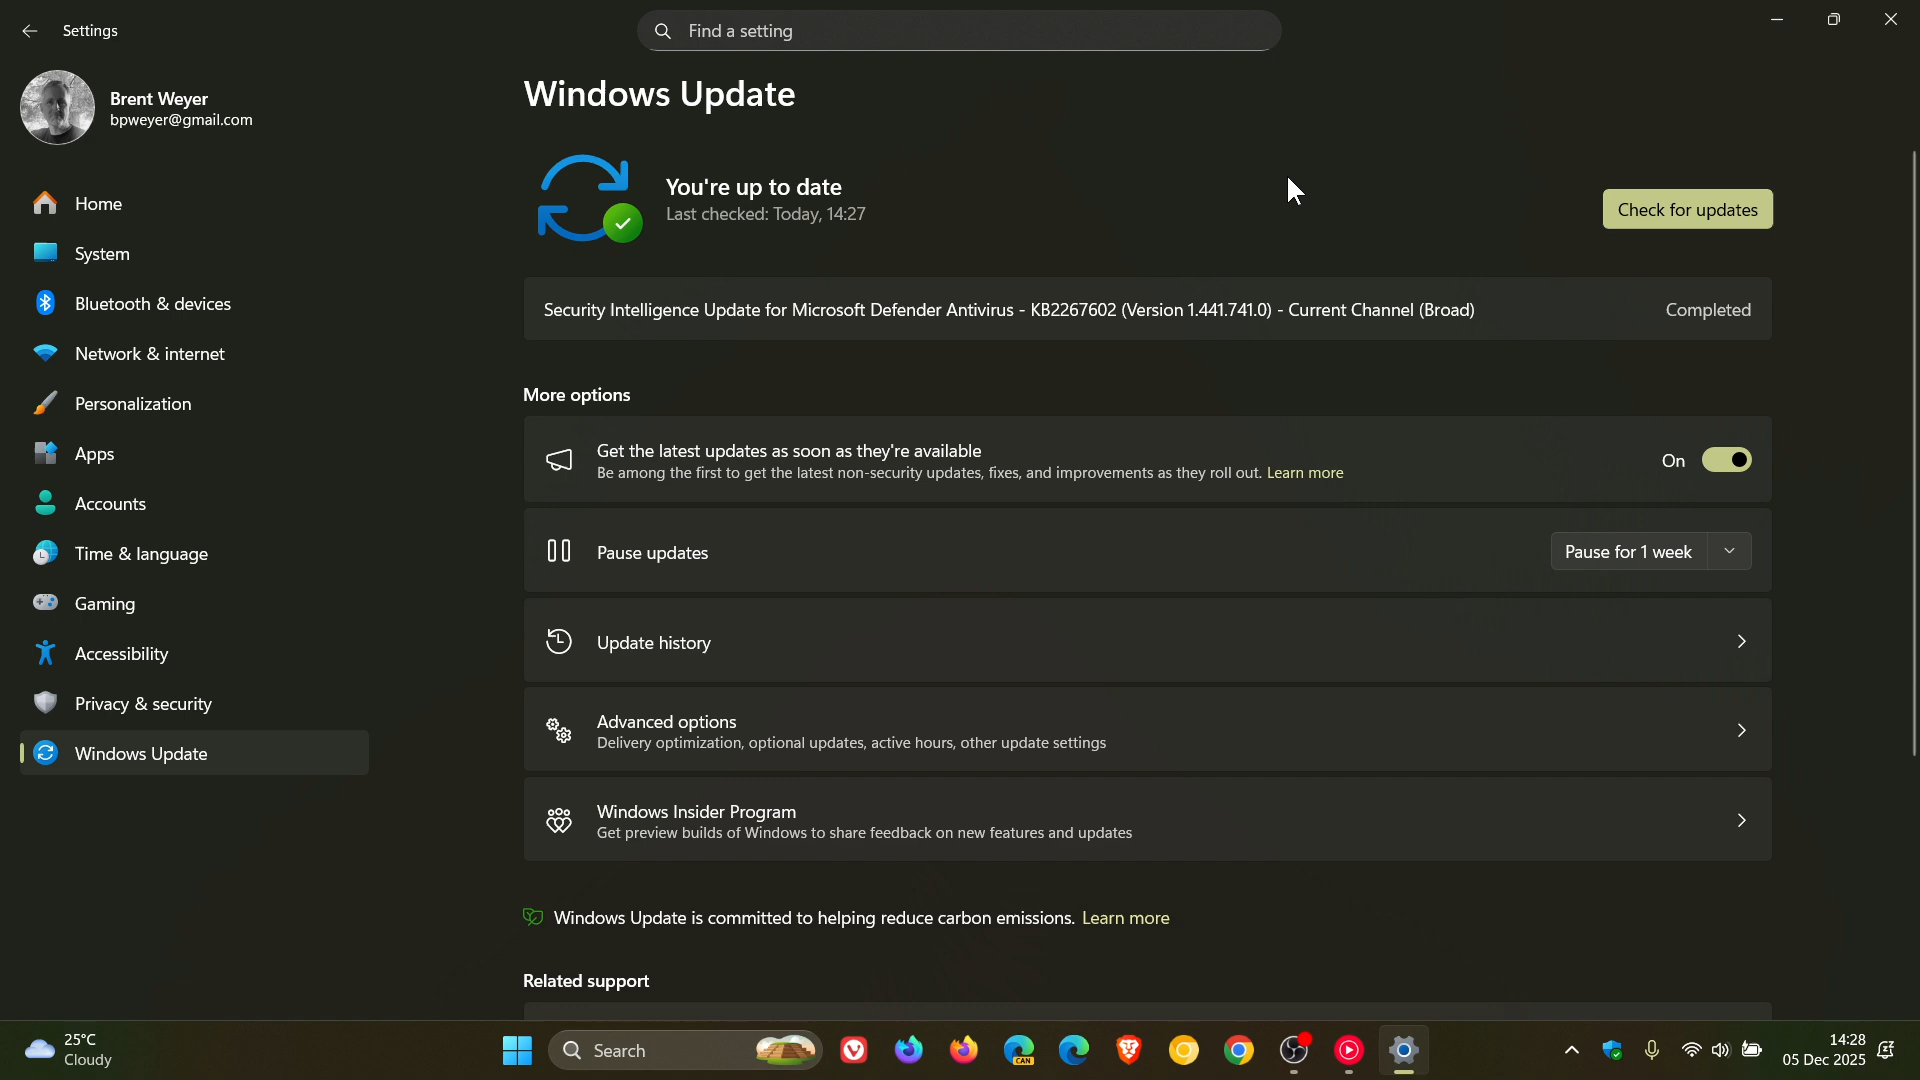 Settings
Find a setting
Brent Weyer
bpweyer@gmail.com
Home
System
Bluetooth & devices
Network & internet
Personalization
Apps
Accounts
Time & language
Gaming
Accessibility
Privacy & security
Windows Update
Windows Update
You're up to date
Last checked: Today, 14:27
Check for updates
Security Intelligence Update for Microsoft Defender Antivirus - KB2267602 (Version 1.441.741.0) - Current Channel (Broad) Completed
More options
Get the latest updates as soon as they're available
Be among the first to get the latest non-security updates, fixes, and improvements as they roll out. Learn more
On
Pause updates
Pause for 1 week
Update history
Advanced options
Delivery optimization, optional updates, active hours, other update settings
Windows Insider Program
Get preview builds of Windows to share feedback on new features and updates
Windows Update is committed to helping reduce carbon emissions. Learn more
Related support
25°C
Cloudy
Search
CAN
14:28
05 Dec 2025